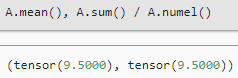 A.mean(), A.sum() / A.numel()
(tensor(9.5000), tensor(9.5000))